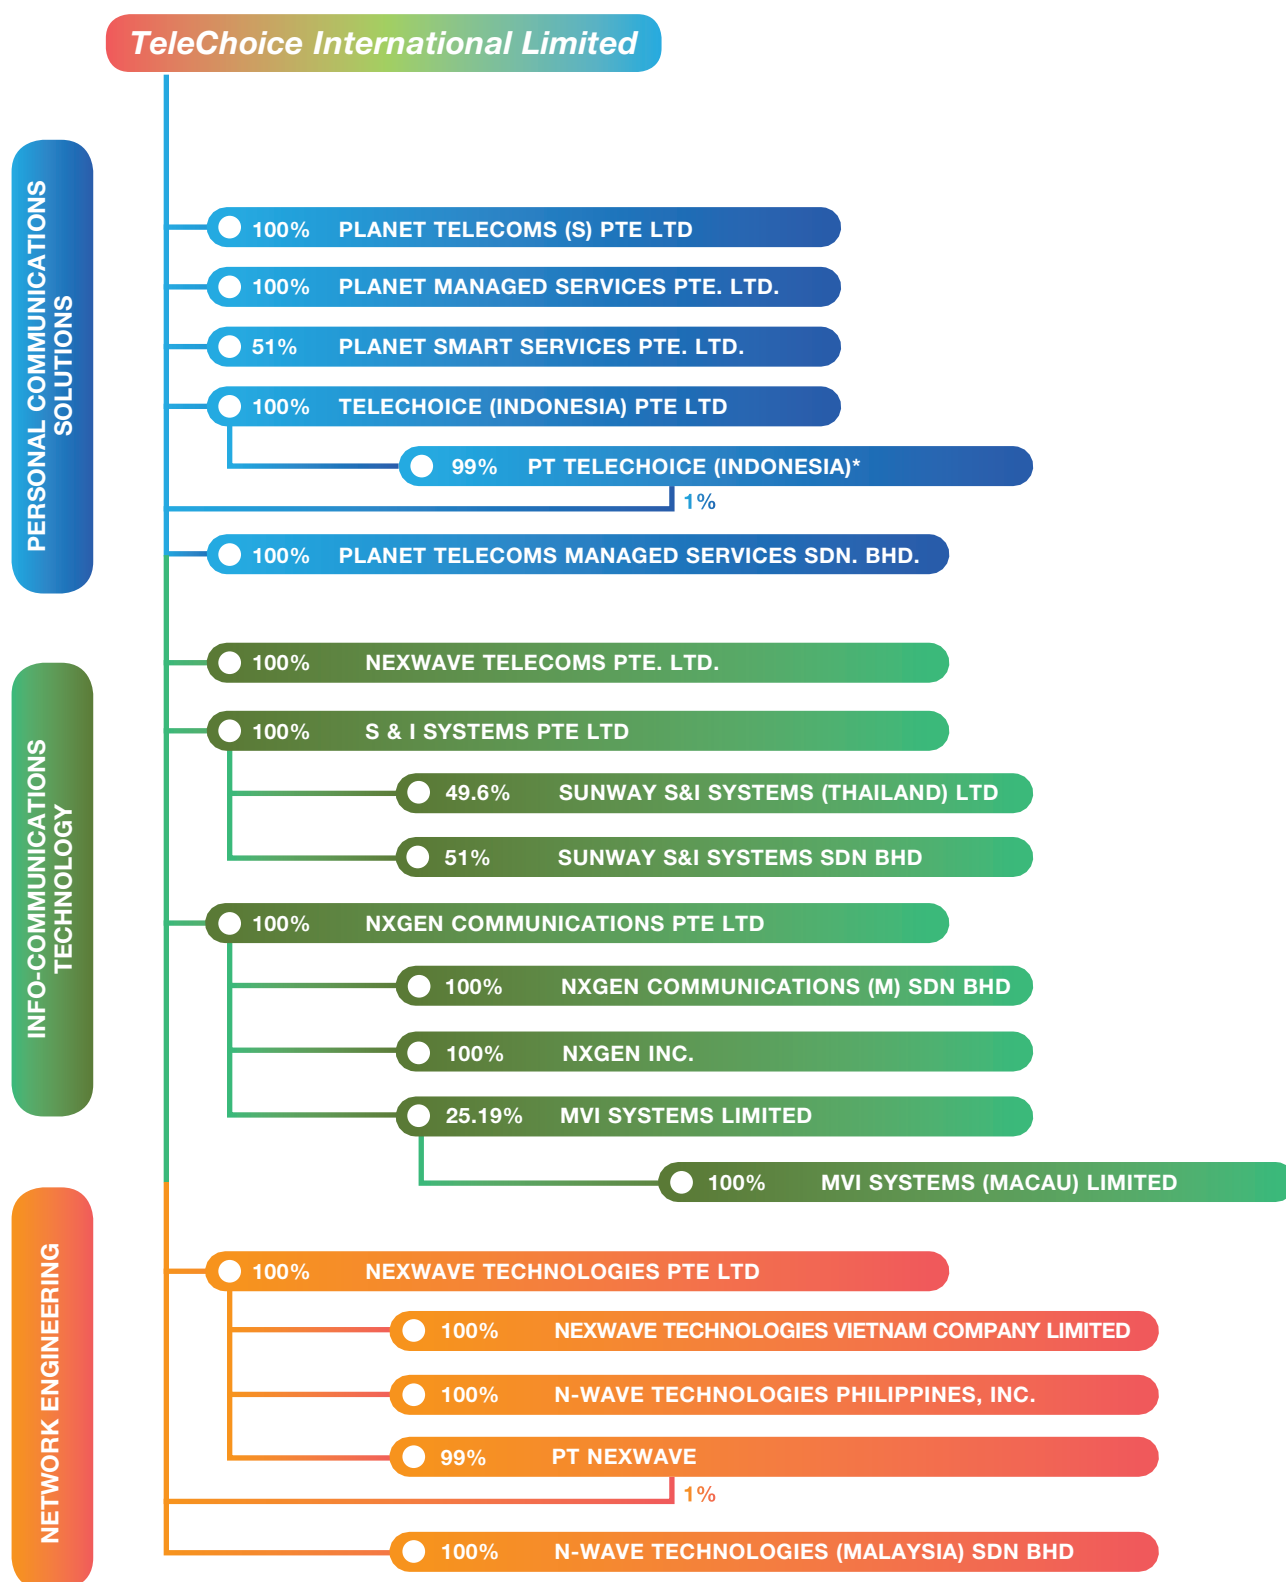 TeleChoice International Limited
PERSONAL COMMUNICATIONS
SOLUTIONS
100% PLANET TELECOMS (S) PTE LTD
100% PLANET MANAGED SERVICES PTE. LTD.
51% PLANET SMART SERVICES PTE. LTD.
100% TELECHOICE (INDONESIA) PTE LTD
99% PT TELECHOICE (INDONESIA)*
1%
100% PLANET TELECOMS MANAGED SERVICES SDN. BHD.
INFO-COMMUNICATIONS
TECHNOLOGY
100% NEXWAVE TELECOMS PTE. LTD.
100% S & I SYSTEMS PTE LTD
49.6% SUNWAY S&I SYSTEMS (THAILAND) LTD
51% SUNWAY S&I SYSTEMS SDN BHD
100% NXGEN COMMUNICATIONS PTE LTD
100% NXGEN COMMUNICATIONS (M) SDN BHD
100% NXGEN INC.
25.19% MVI SYSTEMS LIMITED
100% MVI SYSTEMS (MACAU) LIMITED
NETWORK ENGINEERING
100% NEXWAVE TECHNOLOGIES PTE LTD
100% NEXWAVE TECHNOLOGIES VIETNAM COMPANY LIMITED
100% N-WAVE TECHNOLOGIES PHILIPPINES, INC.
99% PT NEXWAVE
1%
100% N-WAVE TECHNOLOGIES (MALAYSIA) SDN BHD